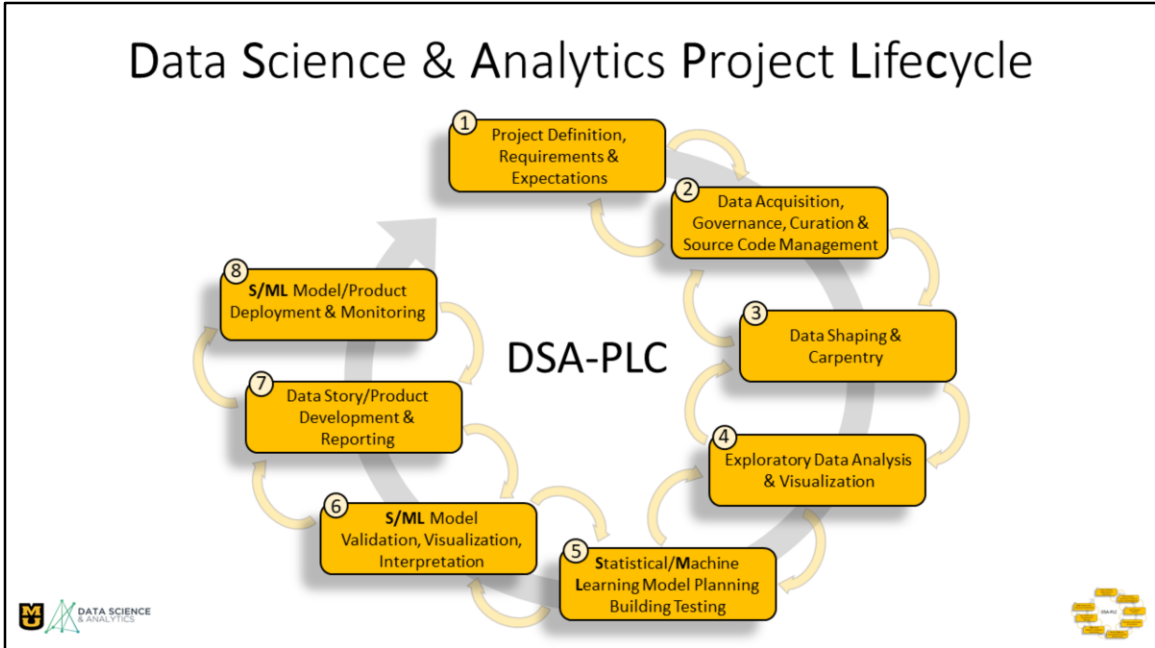 Data Science & Analytics Project Lifecycle
1
Project Definition,
Requirements &
Expectations
2
Data Acquisition,
Governance, Curation &
Source Code Management
3
Data Shaping &
Carpentry
4
Exploratory Data Analysis
& Visualization
5
Statistical/Machine
Learning Model Planning
Building Testing
6
S/ML Model
Validation, Visualization,
Interpretation
7
Data Story/Product
Development &
Reporting
8
S/ML Model/Product
Deployment & Monitoring
DSA-PLC
MU
DATA SCIENCE
& ANALYTICS
DSA-PLC